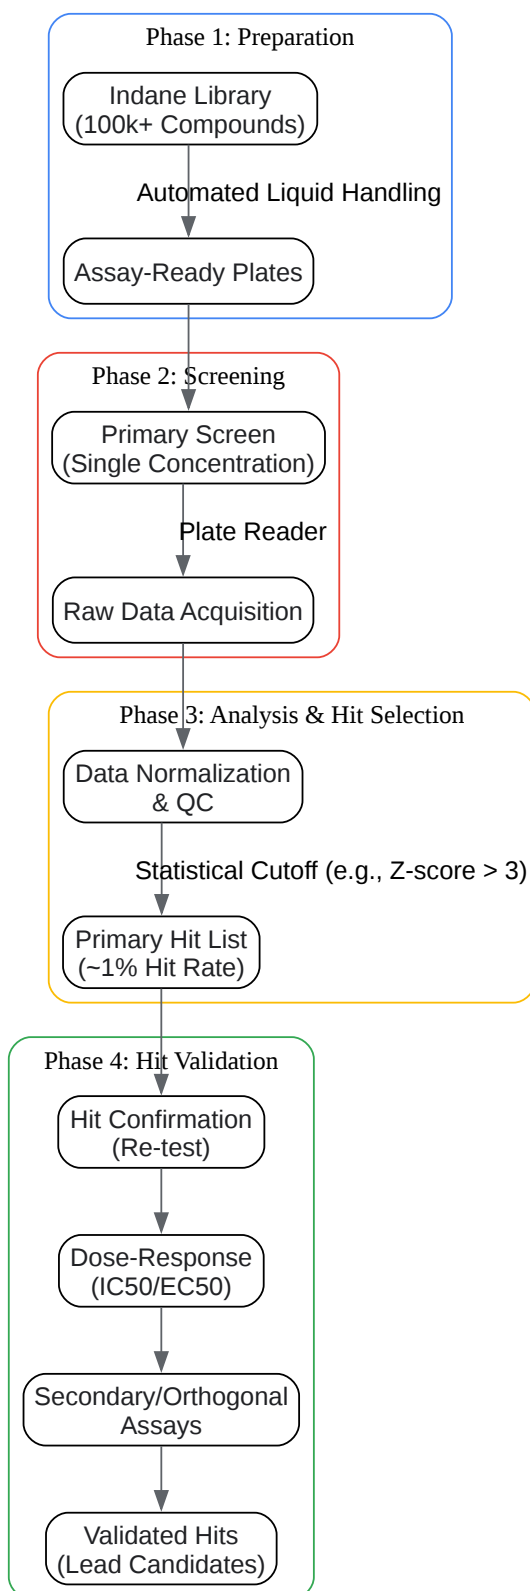 Phase 1: Preparation
Indane Library
(100k+ Compounds)
Automated Liquid Handling
Assay-Ready Plates
Phase 2: Screening
Primary Screen
(Single Concentration)
Plate Reader
Raw Data Acquisition
Phase 3: Analysis & Hit Selection
Data Normalization
& QC
Statistical Cutoff (e.g., Z-score > 3)
Primary Hit List
(~1% Hit Rate)
Phase 4: Hit Validation
Hit Confirmation
(Re-test)
Dose-Response
(IC50/EC50)
Secondary/Orthogonal
Assays
Validated Hits
(Lead Candidates)